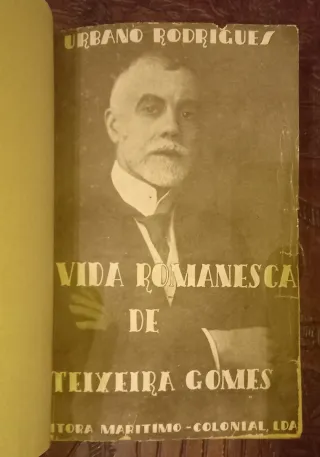 URBANO RODRIGUES
VIDA ROMANESCA
DE
TEIXEIRA GOMES
ITORA MARITIMO-COLONIAL, LDA